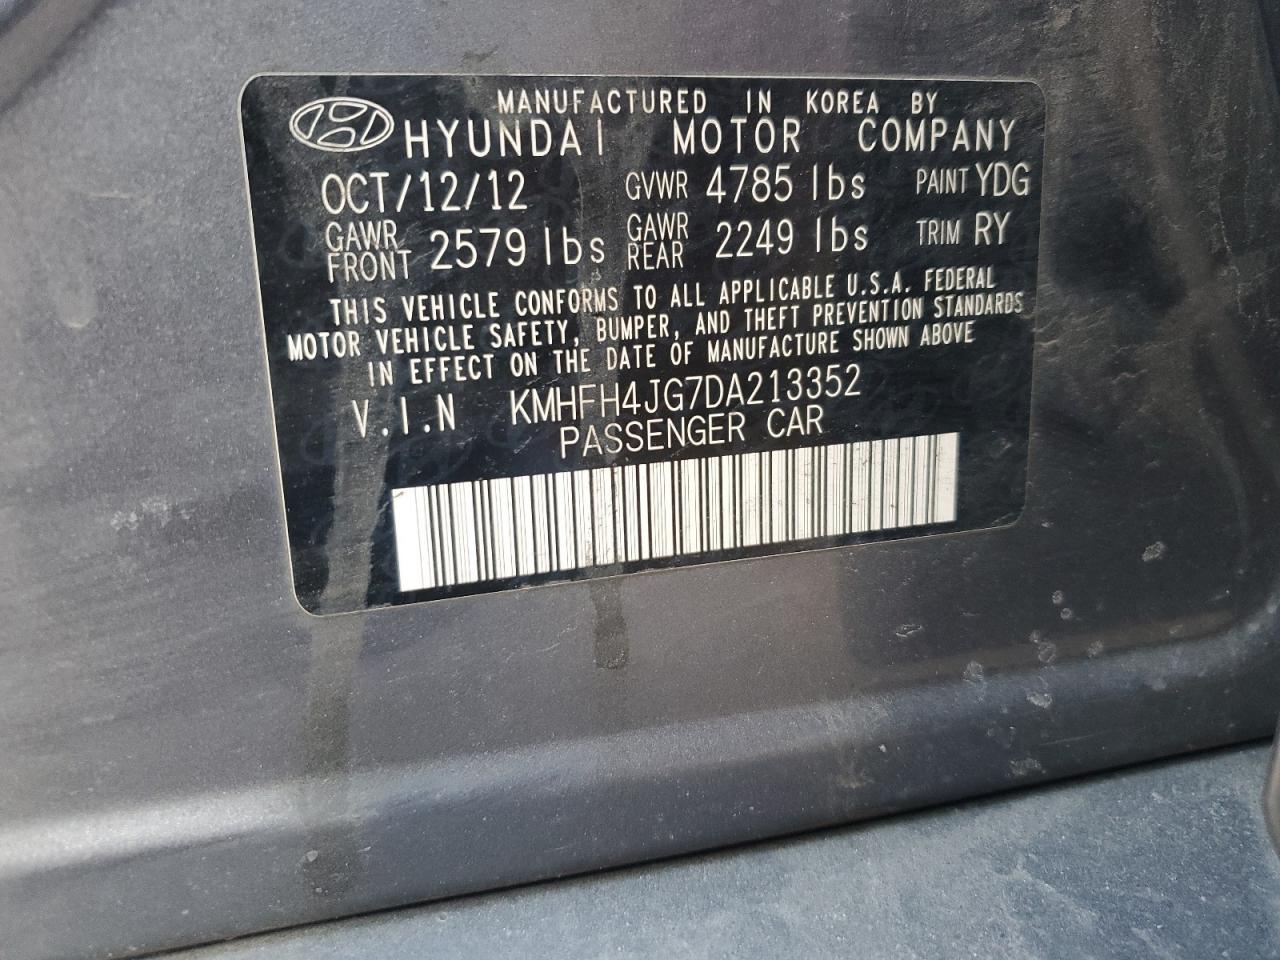 MANUFACTURED IN KOREA BY
HYUNDAI MOTOR COMPANY
OCT/12/12 GVWR 4785 lbs PAINT YDG
GAWR FRONT 2579 lbs GAWR REAR 2249 lbs TRIM RY
THIS VEHICLE CONFORMS TO ALL APPLICABLE U.S.A. FEDERAL
MOTOR VEHICLE SAFETY, BUMPER, AND THEFT PREVENTION STANDARDS
IN EFFECT ON THE DATE OF MANUFACTURE SHOWN ABOVE
V.I.N KMHFH4JG7DA213352
PASSENGER CAR